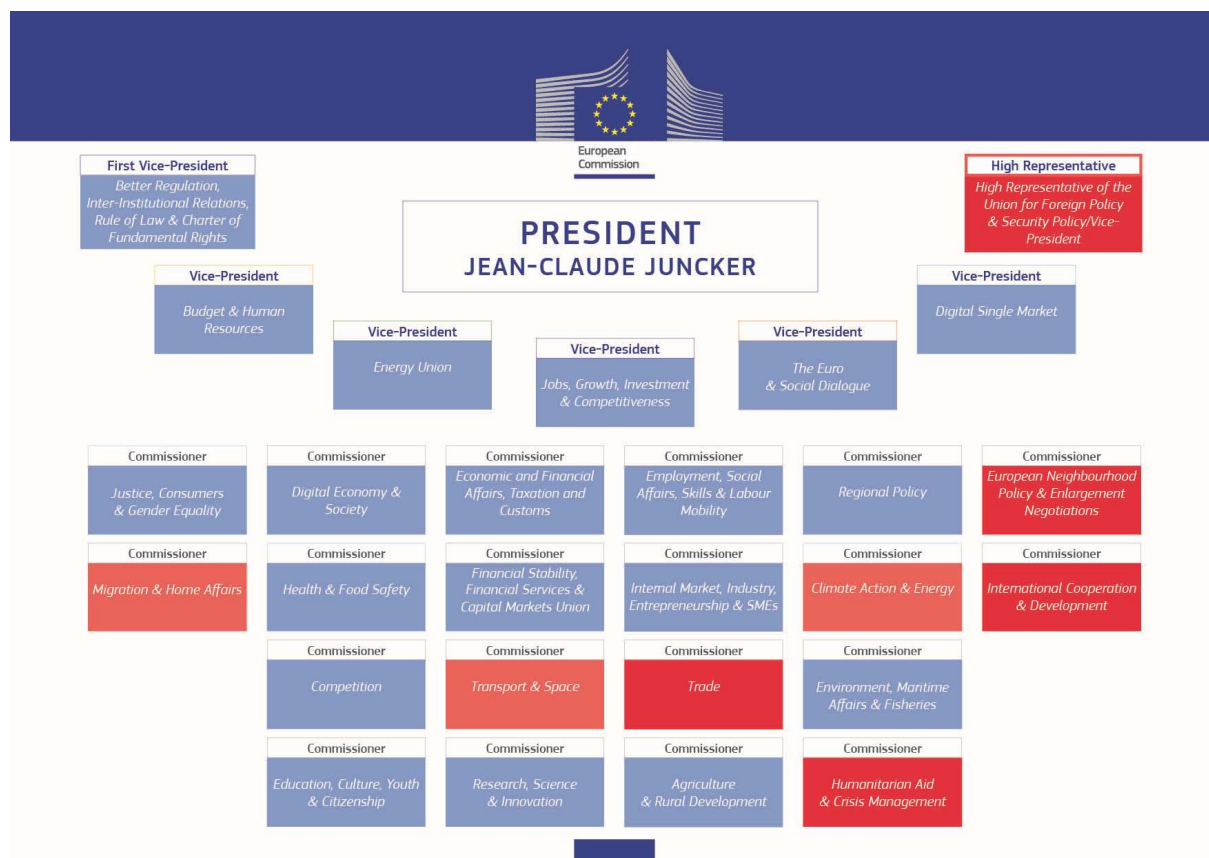 European
Commission
First Vice-President
Better Regulation,
Inter-Institutional Relations,
Rule of Law & Charter of
Fundamental Rights
High Representative
High Representative of the
Union for Foreign Policy
& Security Policy/Vice-
President
PRESIDENT
JEAN-CLAUDE JUNCKER
Vice-President
Budget & Human
Resources
Vice-President
Digital Single Market
Vice-President
Energy Union
Vice-President
Jobs, Growth, Investment
& Competitiveness
Vice-President
The Euro
& Social Dialogue
Commissioner
Justice, Consumers
& Gender Equality
Commissioner
Digital Economy &
Society
Commissioner
Economic and Financial
Affairs, Taxation and
Customs
Commissioner
Employment, Social
Affairs, Skills & Labour
Mobility
Commissioner
Regional Policy
Commissioner
European Neighbourhood
Policy & Enlargement
Negotiations
Commissioner
Migration & Home Affairs
Commissioner
Health & Food Safety
Commissioner
Financial Stability,
Financial Services &
Capital Markets Union
Commissioner
Internal Market, Industry,
Entrepreneurship & SMEs
Commissioner
Climate Action & Energy
Commissioner
International Cooperation
& Development
Commissioner
Competition
Commissioner
Transport & Space
Commissioner
Trade
Commissioner
Environment, Maritime
Affairs & Fisheries
Commissioner
Education, Culture, Youth
& Citizenship
Commissioner
Research, Science
& Innovation
Commissioner
Agriculture
& Rural Development
Commissioner
Humanitarian Aid
& Crisis Management